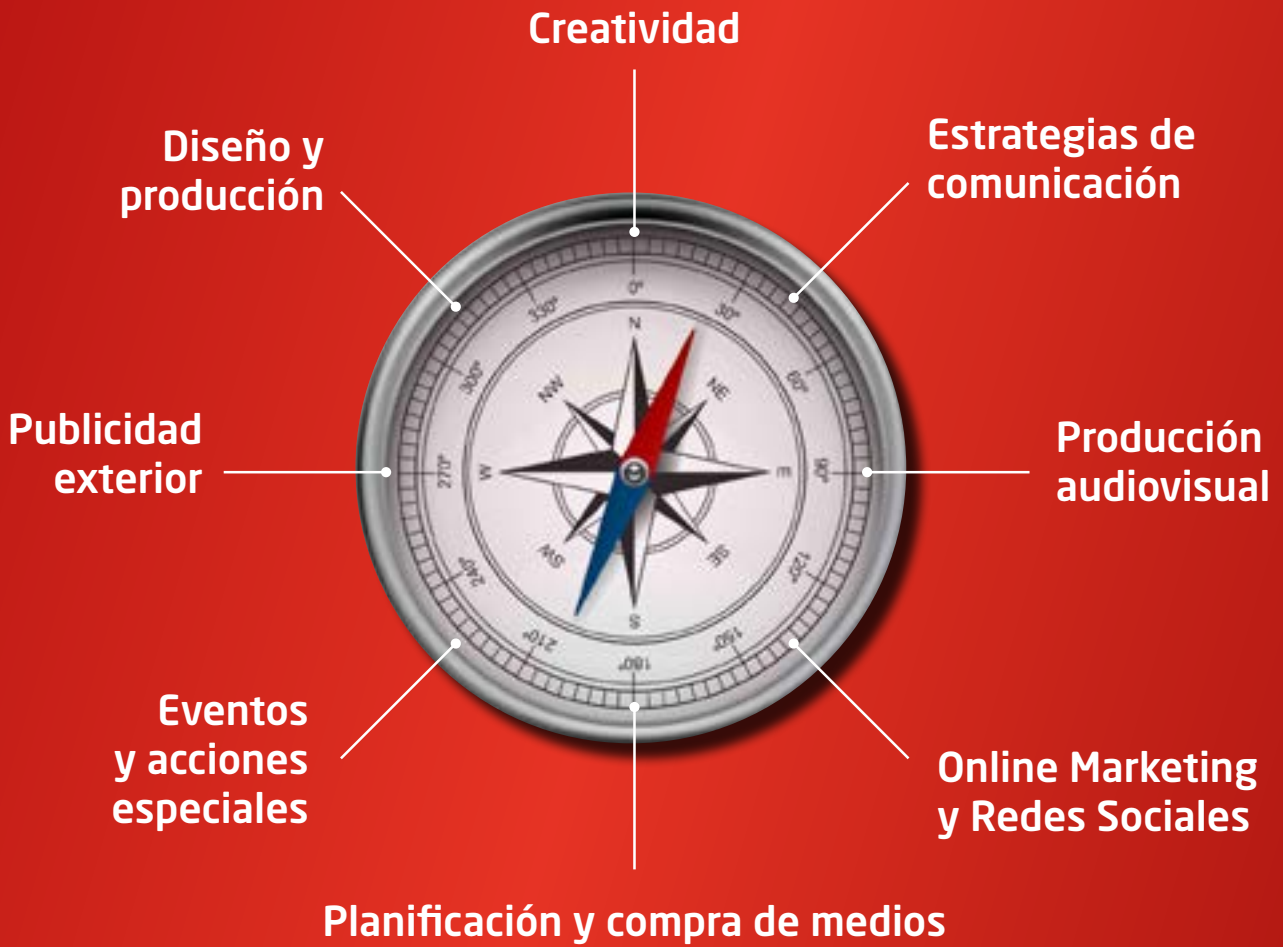 Creatividad
Diseño y
producción
Estrategias de
comunicación
Publicidad
exterior
Producción
audiovisual
Eventos
y acciones
especiales
Online Marketing
y Redes Sociales
Planificación y compra de medios
0°
30°
60°
90°
120°
150°
180°
210°
240°
270°
300°
330°
N
NE
E
SE
S
SW
W
NW